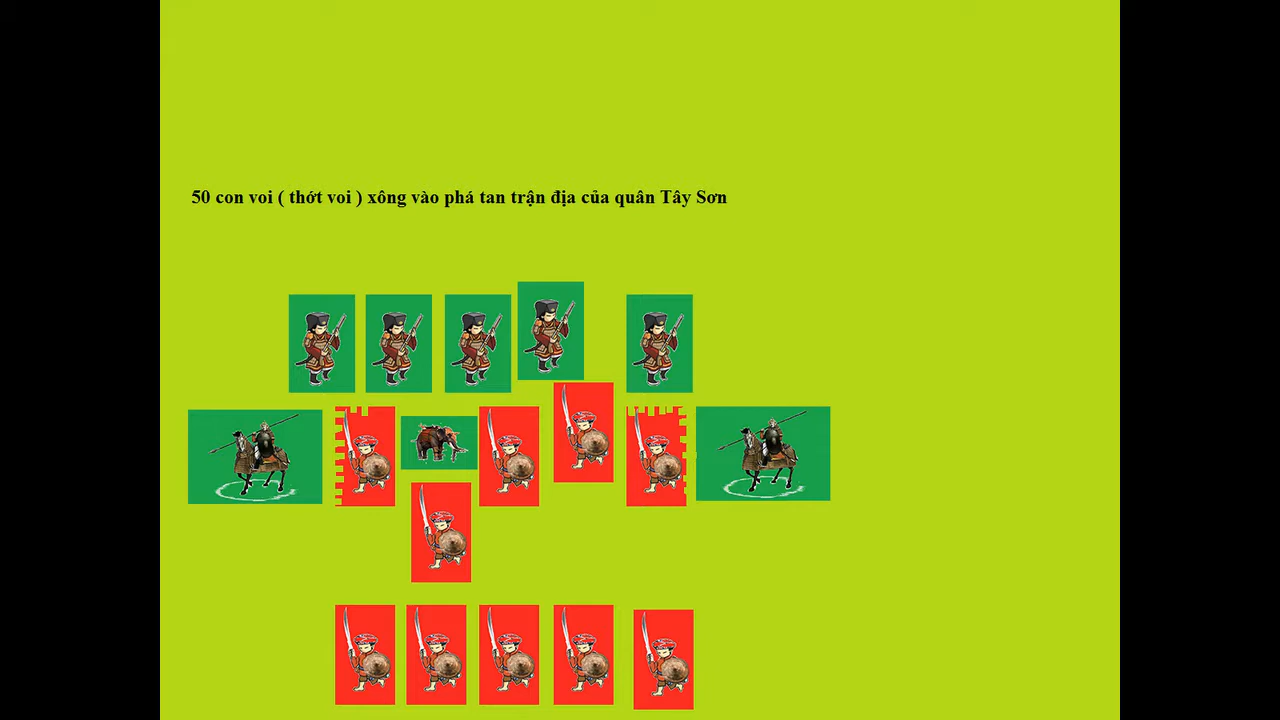 50 con voi ( thớt voi ) xông vào phá tan trận địa của quân Tây Sơn